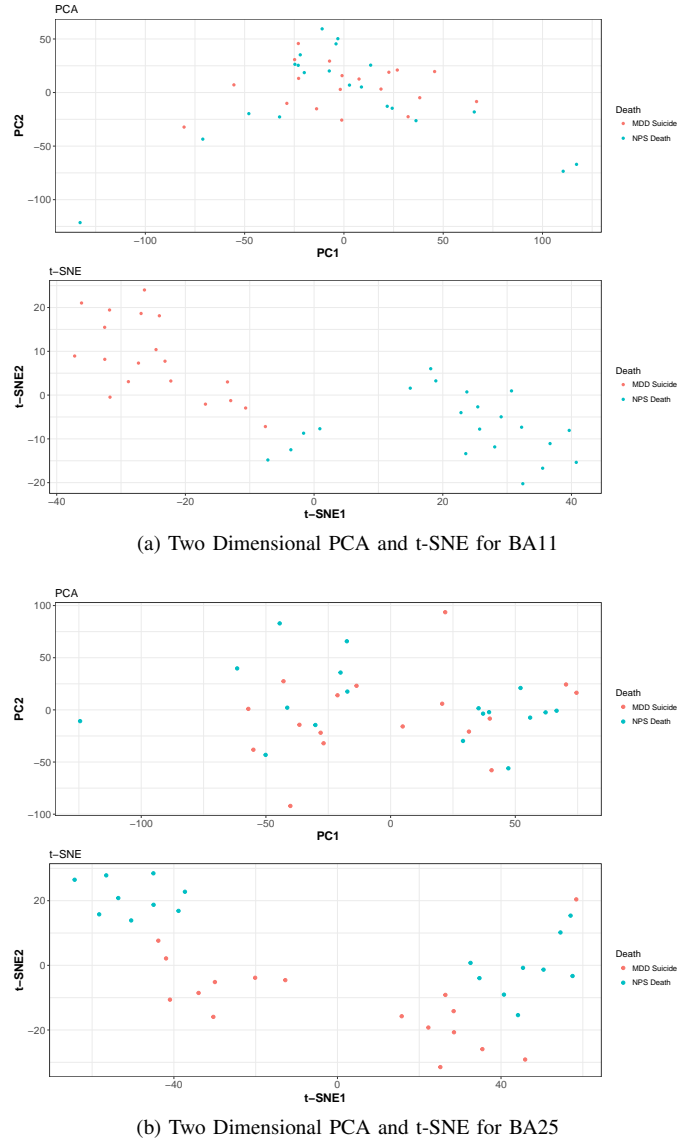 PCA
50
0
−50
−100
PC2
−100
−50
0
50
100
PC1
Death
MDD Suicide
NPS Death
t−SNE
20
10
0
−10
−20
t−SNE2
−40
−20
0
20
40
t−SNE1
Death
MDD Suicide
NPS Death
(a) Two Dimensional PCA and t-SNE for BA11
PCA
100
50
0
−50
−100
PC2
−100
−50
0
50
PC1
Death
MDD Suicide
NPS Death
t−SNE
20
0
−20
t−SNE2
−40
0
40
t−SNE1
Death
MDD Suicide
NPS Death
(b) Two Dimensional PCA and t-SNE for BA25